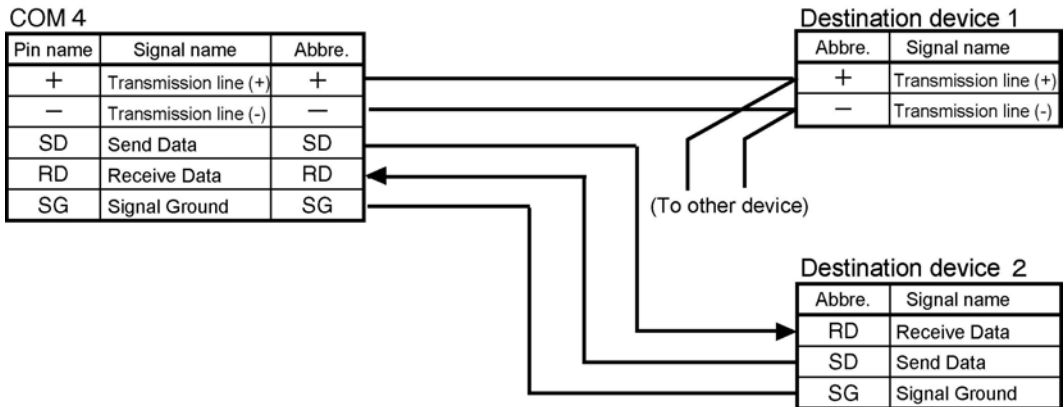 COM 4
Pin name Signal name Abbre.
+ Transmission line (+) +
− Transmission line (-) −
SD Send Data SD
RD Receive Data RD
SG Signal Ground SG
Destination device 1
Abbre. Signal name
+ Transmission line (+)
− Transmission line (-)
(To other device)
Destination device 2
Abbre. Signal name
RD Receive Data
SD Send Data
SG Signal Ground